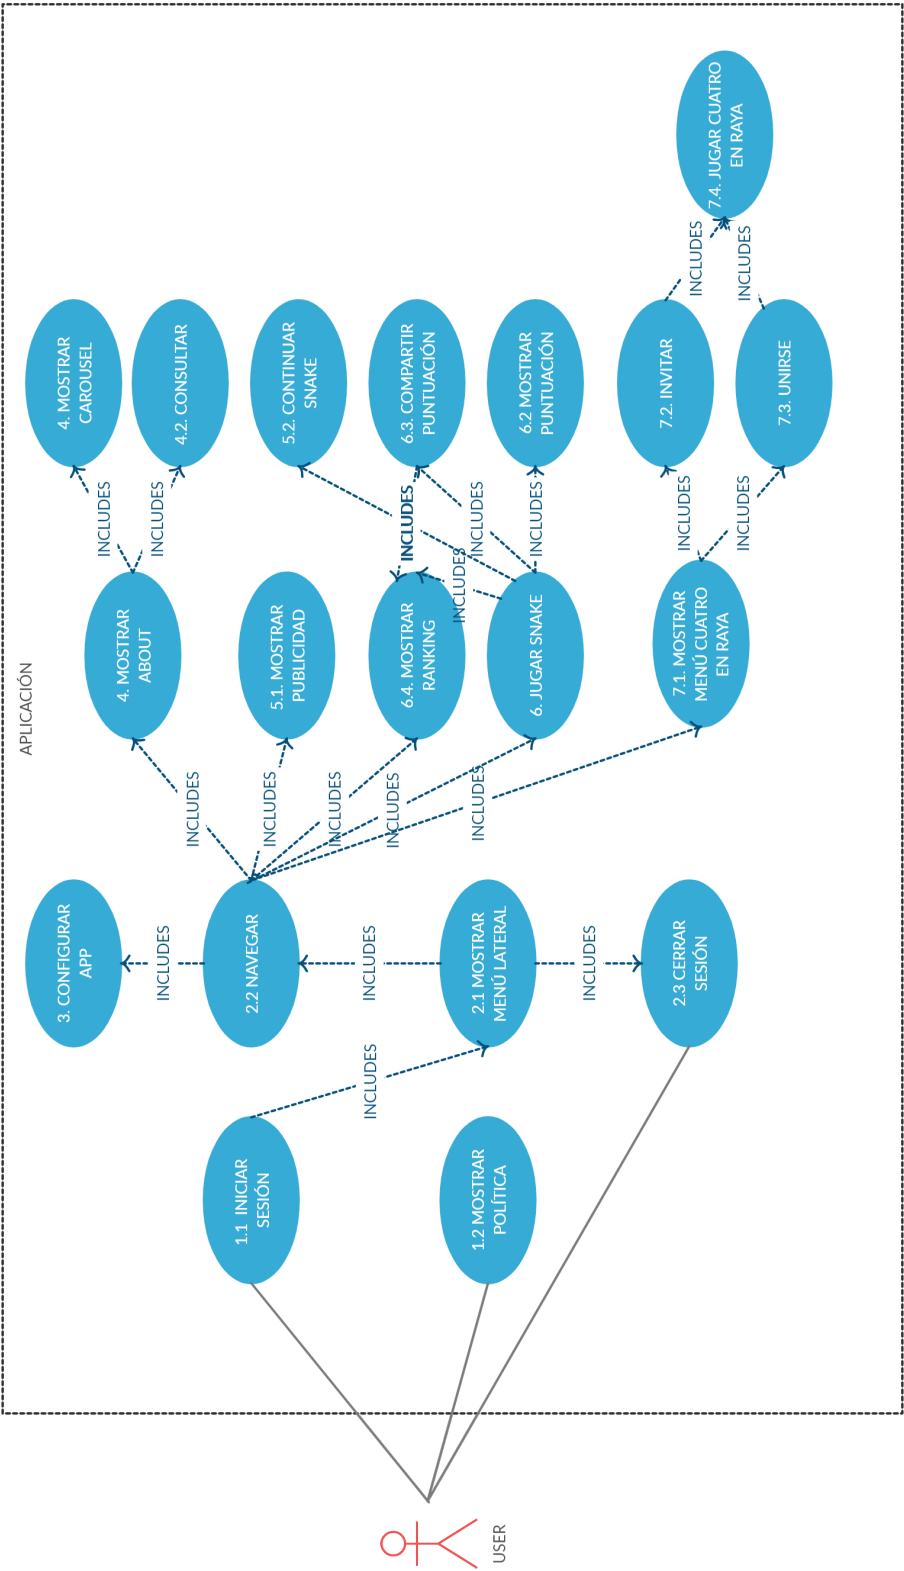 APLICACIÓN
USER
1.1 INICIAR
SESIÓN
1.2 MOSTRAR
POLÍTICA
INCLUDES
3. CONFIGURAR
APP
INCLUDES
2.2 NAVEGAR
INCLUDES
2.1 MOSTRAR
MENÚ LATERAL
INCLUDES
2.3 CERRAR
SESIÓN
INCLUDES
INCLUDES
INCLUDES
INCLUDES
INCLUDES
4. MOSTRAR
ABOUT
5.1. MOSTRAR
PUBLICIDAD
6.4. MOSTRAR
RANKING
6. JUGAR SNAKE
7.1. MOSTRAR
MENÚ CUATRO
EN RAYA
INCLUDES
INCLUDES
INCLUDES
INCLUDES
INCLUDES
INCLUDES
INCLUDES
INCLUDES
4. MOSTRAR
CAROUSEL
4.2. CONSULTAR
5.2. CONTINUAR
SNAKE
6.3. COMPARTIR
PUNTUACIÓN
6.2 MOSTRAR
PUNTUACIÓN
7.2. INVITAR
7.3. UNIRSE
INCLUDES
INCLUDES
7.4. JUGAR CUATRO
EN RAYA